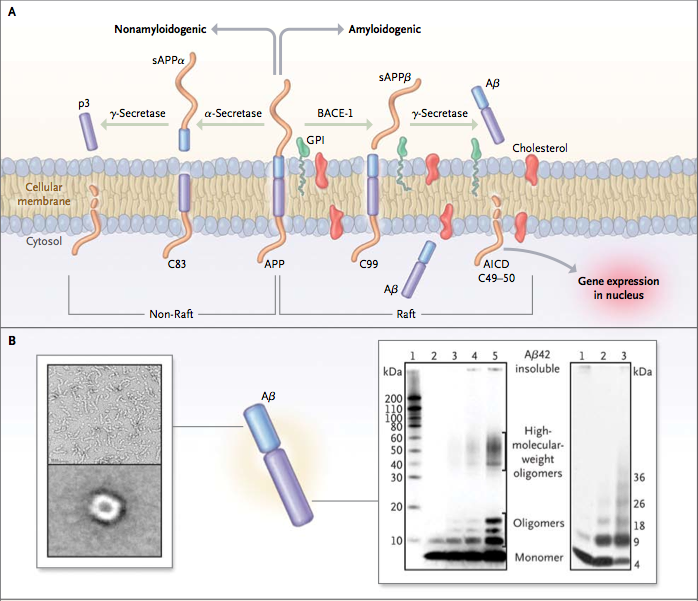 A
Nonamyloidogenic
Amyloidogenic
sAPPα
sAPPβ
Aβ
p3
γ-Secretase
α-Secretase
BACE-1
γ-Secretase
GPI
Cholesterol
Cellular
membrane
Cytosol
C83
APP
C99
Aβ
AICD
C49–50
Gene expression
in nucleus
Non-Raft
Raft
B
Aβ
1 2 3 4 5
kDa
200
110
100
80
60
50
40
30
20
10
Aβ42
insoluble
High-
molecular-
weight
oligomers
Oligomers
Monomer
1 2 3
kDa
36
26
18
9
4